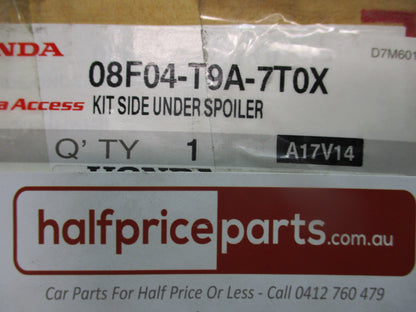 NDA
D7M601
08F04-T9A-7T0X
a Access KIT SIDE UNDER SPOILER
Q'TY 1 A17V14
HONDA
halfpriceparts.com.au
Car Parts For Half Price Or Less - Call 0412 760 479